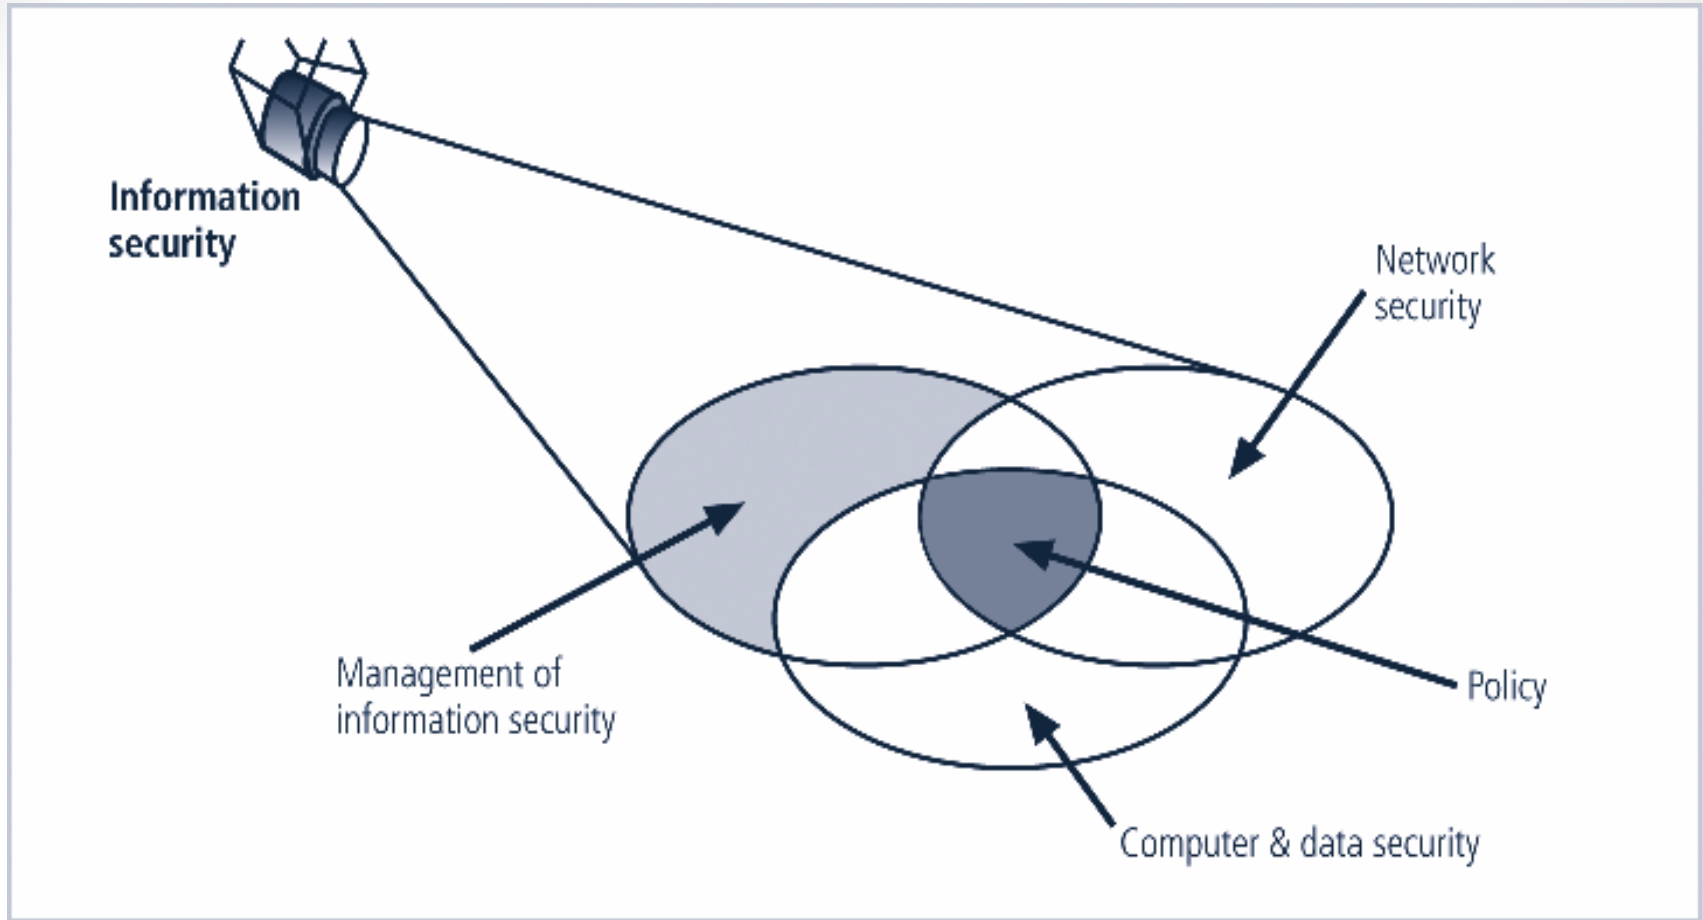 Information
security
Network
security
Management of
information security
Policy
Computer & data security